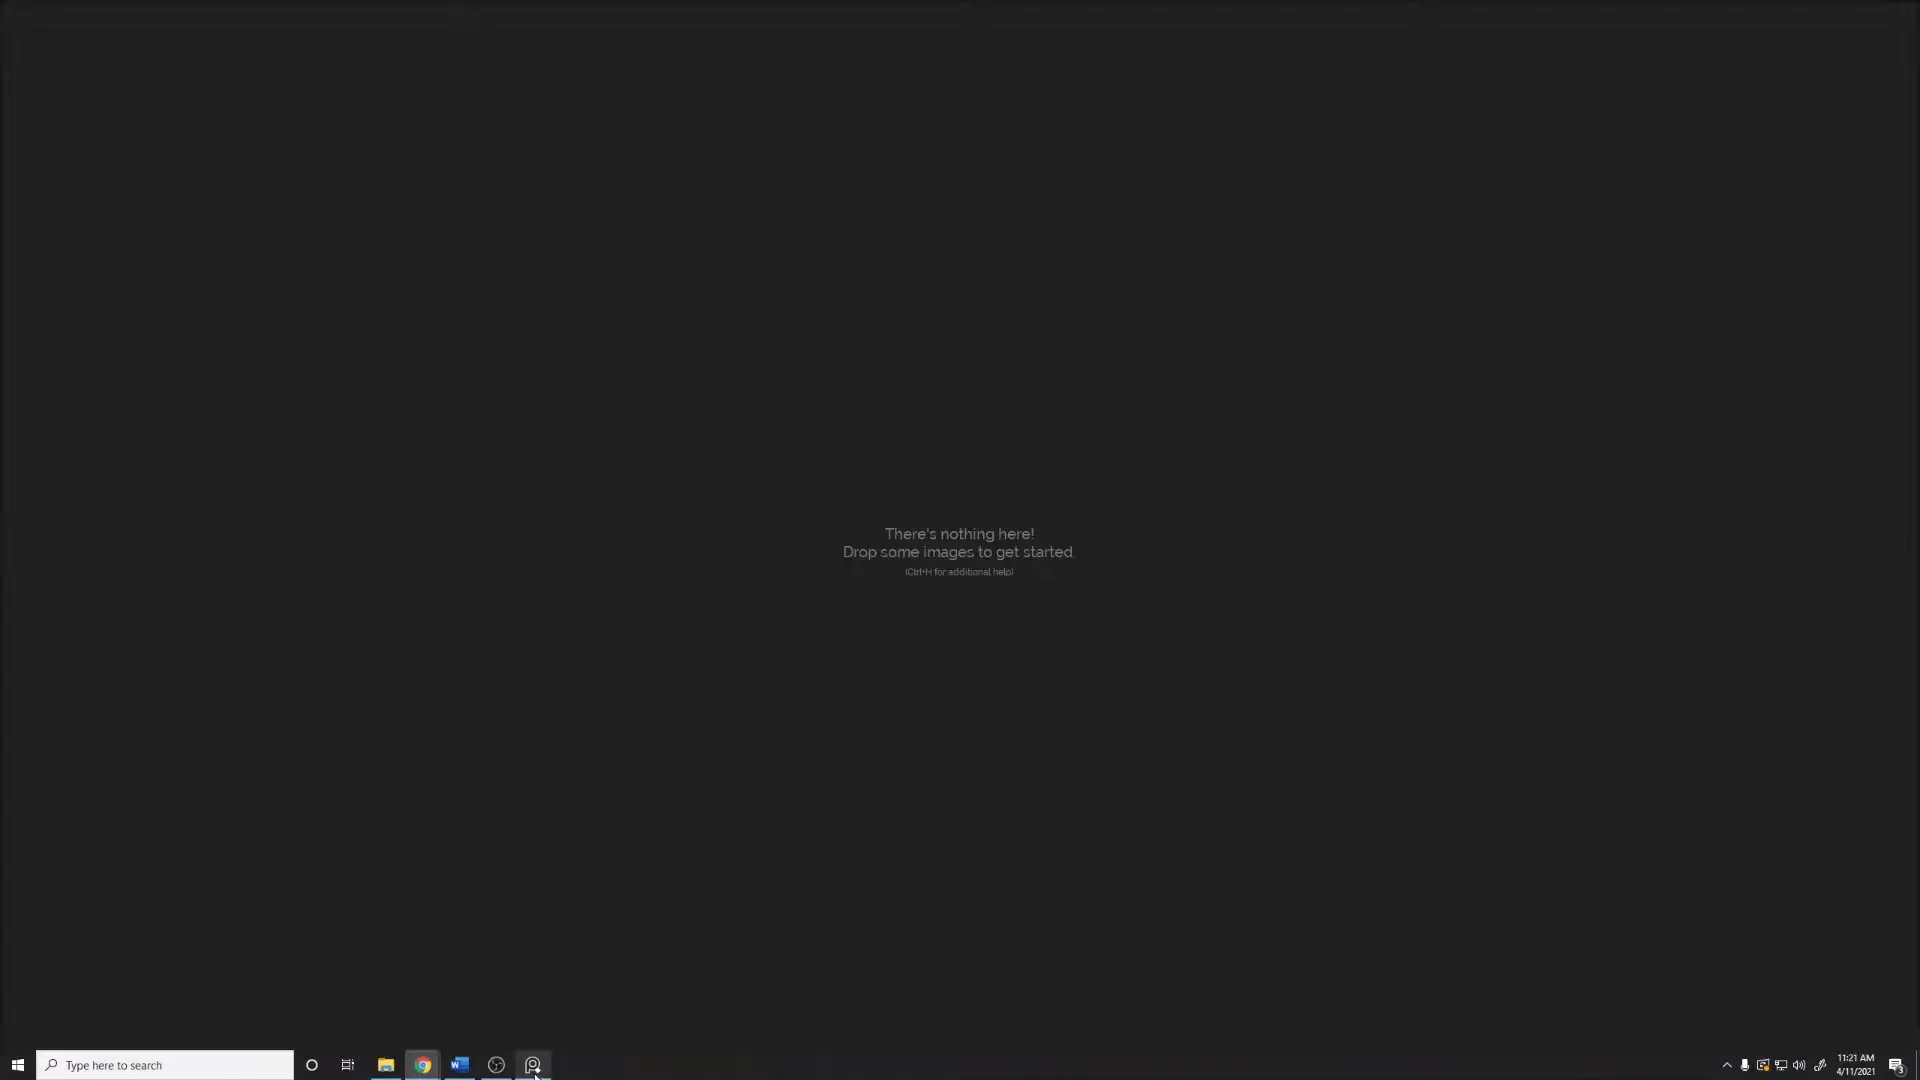 There's nothing here!
Drop some images to get started.
(Ctrl+H for additional help)
Type here to search
11:21 AM
4/11/2021
3